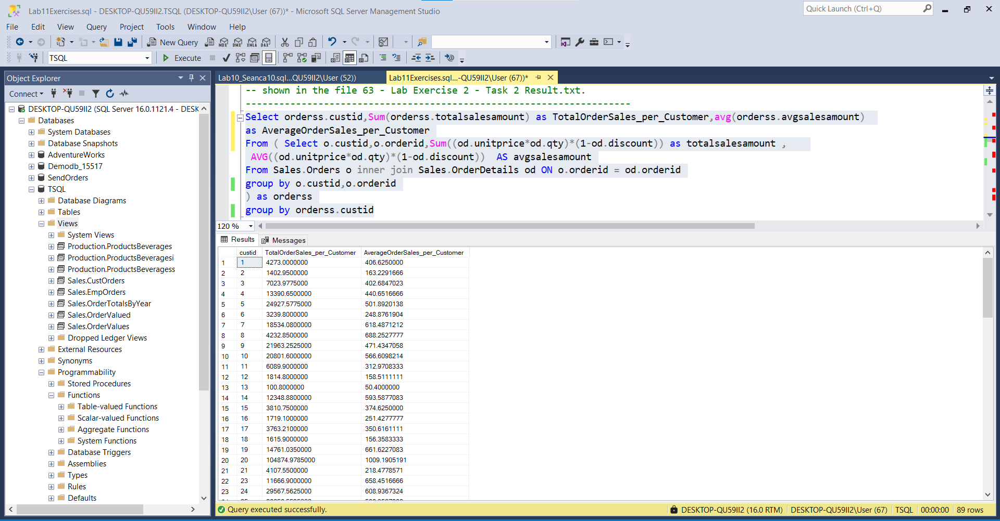 Lab11Exercises.sql - DESKTOP-QU59II2.TSQL (DESKTOP-QU59II2\User (67))* - Microsoft SQL Server Management Studio
Quick Launch (Ctrl+Q)
File Edit View Query Project Tools Window Help
New Query MDX DMX XMLA DAX
TSQL Execute
Object Explorer
Connect
DESKTOP-QU59II2 (SQL Server 16.0.1121.4 - DESK
Databases
System Databases
Database Snapshots
AdventureWorks
Demodb_15517
SendOrders
TSQL
Database Diagrams
Tables
Views
System Views
Production.ProductsBeverages
Production.ProductsBeveragesi
Production.ProductsBeveragess
Sales.CustOrders
Sales.EmpOrders
Sales.OrderTotalsByYear
Sales.OrderValued
Sales.OrderValues
Dropped Ledger Views
External Resources
Synonyms
Programmability
Stored Procedures
Functions
Table-valued Functions
Scalar-valued Functions
Aggregate Functions
System Functions
Database Triggers
Assemblies
Types
Rules
Defaults
Lab10_Seanca10.sql...QU59II2\User (52)) Lab11Exercises.sql...-QU59II2\User (67))*
-- shown in the file 63 - Lab Exercise 2 - Task 2 Result.txt.
---------------------------------------------------------------------
Select orderss.custid,Sum(orderss.totalsalesamount) as TotalOrderSales_per_Customer,avg(orderss.avgsalesamount)
as AverageOrderSales_per_Customer
From ( Select o.custid,o.orderid,Sum((od.unitprice*od.qty)*(1-od.discount)) as totalsalesamount ,
AVG((od.unitprice*od.qty)*(1-od.discount)) AS avgsalesamount
From Sales.Orders o inner join Sales.OrderDetails od ON o.orderid = od.orderid
group by o.custid,o.orderid
) as orderss
group by orderss.custid
120 %
Results Messages
custid TotalOrderSales_per_Customer AverageOrderSales_per_Customer
1 1 4273.0000000 406.6250000
2 2 1402.9500000 163.2291666
3 3 7023.9775000 402.6847023
4 4 13390.6500000 440.6516666
5 5 24927.5775000 501.8920138
6 6 3239.8000000 248.8761904
7 7 18534.0800000 618.4871212
8 8 4232.8500000 688.2527777
9 9 21963.2525000 471.4347058
10 10 20801.6000000 566.6098214
11 11 6089.9000000 312.9708333
12 12 1814.8000000 158.5111111
13 13 100.8000000 50.4000000
14 14 12348.8800000 593.5877083
15 15 3810.7500000 374.6250000
16 16 1719.1000000 251.4277777
17 17 3763.2100000 350.6161111
18 18 1615.9000000 156.3583333
19 19 14761.0350000 661.6227083
20 20 104874.9785000 1009.1905191
21 21 4107.5500000 218.4778571
22 23 11666.9000000 658.4516666
23 24 29567.5625000 608.9367324
Query executed successfully. DESKTOP-QU59II2 (16.0 RTM) DESKTOP-QU59II2\User (67) TSQL 00:00:00 89 rows